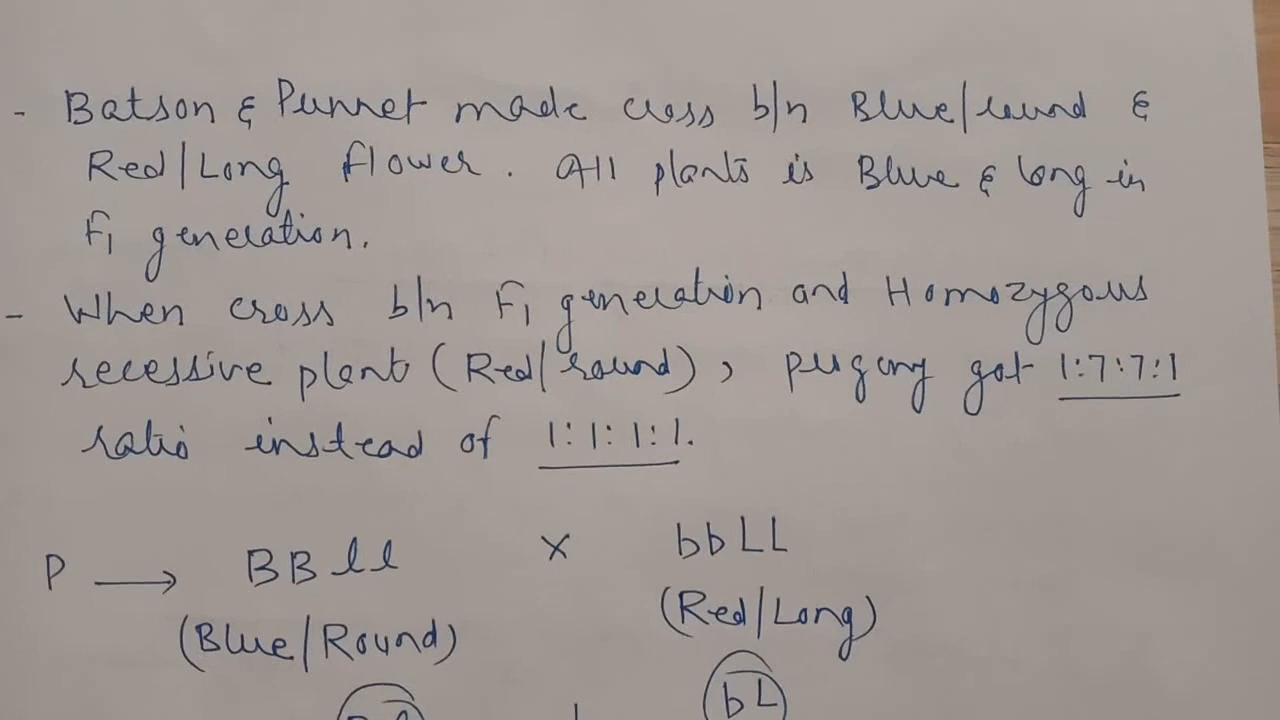 - Batson & Punnet made cross b/n Blue/round &
Red/Long flower. All plants is Blue & long in
F1 generation.
- When cross b/n F1 generation and Homozygous
recessive plant (Red/round), pugeny got 1:7:7:1
ratio instead of 1:1:1:1.
P → BBll × bbLL
(Blue/Round) (Red/Long)
bL